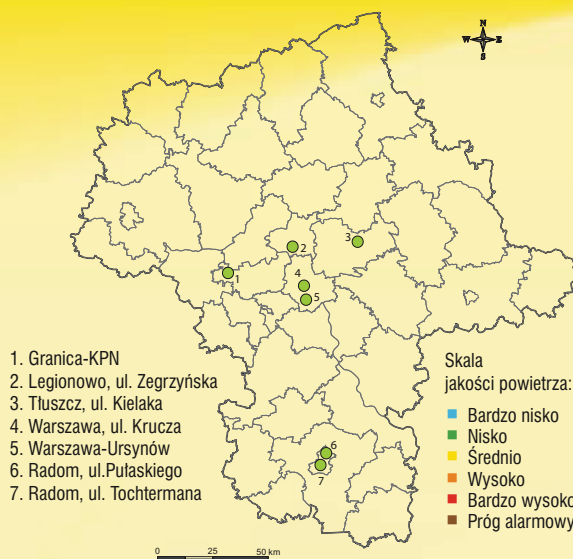 N
W E
S
2
3
1
4
5
6
7
1. Granica-KPN
2. Legionowo, ul. Zegrzyńska
3. Tłuszcz, ul. Kielaka
4. Warszawa, ul. Krucza
5. Warszawa-Ursynów
6. Radom, ul.Pułaskiego
7. Radom, ul. Tochtermana
Skala
jakości powietrza:
Bardzo nisko
Nisko
Średnio
Wysoko
Bardzo wysoko
Próg alarmowy
0 25 50 km